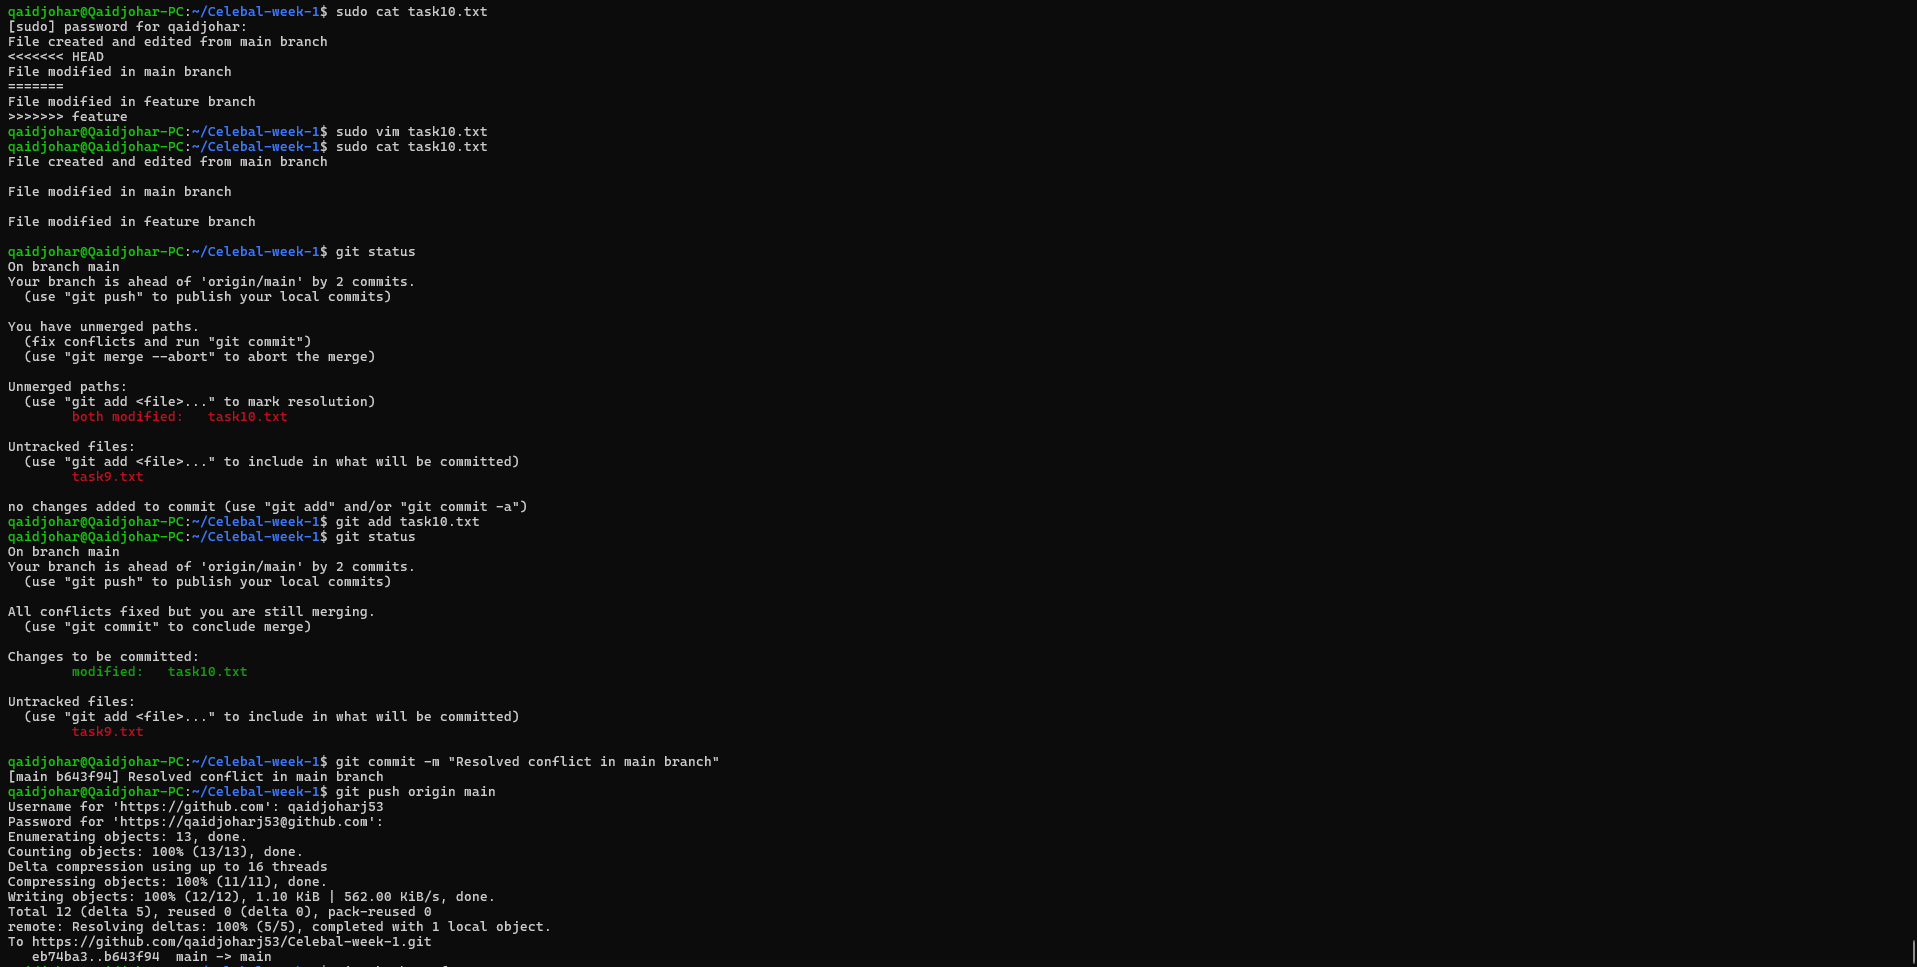 qaidjohar@Qaidjohar-PC:~/Celebal-week-1$ sudo cat task10.txt
[sudo] password for qaidjohar:
File created and edited from main branch
<<<<<<< HEAD
File modified in main branch
=======
File modified in feature branch
>>>>>>> feature
qaidjohar@Qaidjohar-PC:~/Celebal-week-1$ sudo vim task10.txt
qaidjohar@Qaidjohar-PC:~/Celebal-week-1$ sudo cat task10.txt
File created and edited from main branch

File modified in main branch

File modified in feature branch

qaidjohar@Qaidjohar-PC:~/Celebal-week-1$ git status
On branch main
Your branch is ahead of 'origin/main' by 2 commits.
  (use "git push" to publish your local commits)

You have unmerged paths.
  (fix conflicts and run "git commit")
  (use "git merge --abort" to abort the merge)

Unmerged paths:
  (use "git add <file>..." to mark resolution)
        both modified:   task10.txt

Untracked files:
  (use "git add <file>..." to include in what will be committed)
        task9.txt

no changes added to commit (use "git add" and/or "git commit -a")
qaidjohar@Qaidjohar-PC:~/Celebal-week-1$ git add task10.txt
qaidjohar@Qaidjohar-PC:~/Celebal-week-1$ git status
On branch main
Your branch is ahead of 'origin/main' by 2 commits.
  (use "git push" to publish your local commits)

All conflicts fixed but you are still merging.
  (use "git commit" to conclude merge)

Changes to be committed:
        modified:   task10.txt

Untracked files:
  (use "git add <file>..." to include in what will be committed)
        task9.txt

qaidjohar@Qaidjohar-PC:~/Celebal-week-1$ git commit -m "Resolved conflict in main branch"
[main b643f94] Resolved conflict in main branch
qaidjohar@Qaidjohar-PC:~/Celebal-week-1$ git push origin main
Username for 'https://github.com': qaidjoharj53
Password for 'https://qaidjoharj53@github.com':
Enumerating objects: 13, done.
Counting objects: 100% (13/13), done.
Delta compression using up to 16 threads
Compressing objects: 100% (11/11), done.
Writing objects: 100% (12/12), 1.10 KiB | 562.00 KiB/s, done.
Total 12 (delta 5), reused 0 (delta 0), pack-reused 0
remote: Resolving deltas: 100% (5/5), completed with 1 local object.
To https://github.com/qaidjoharj53/Celebal-week-1.git
   eb74ba3..b643f94  main -> main